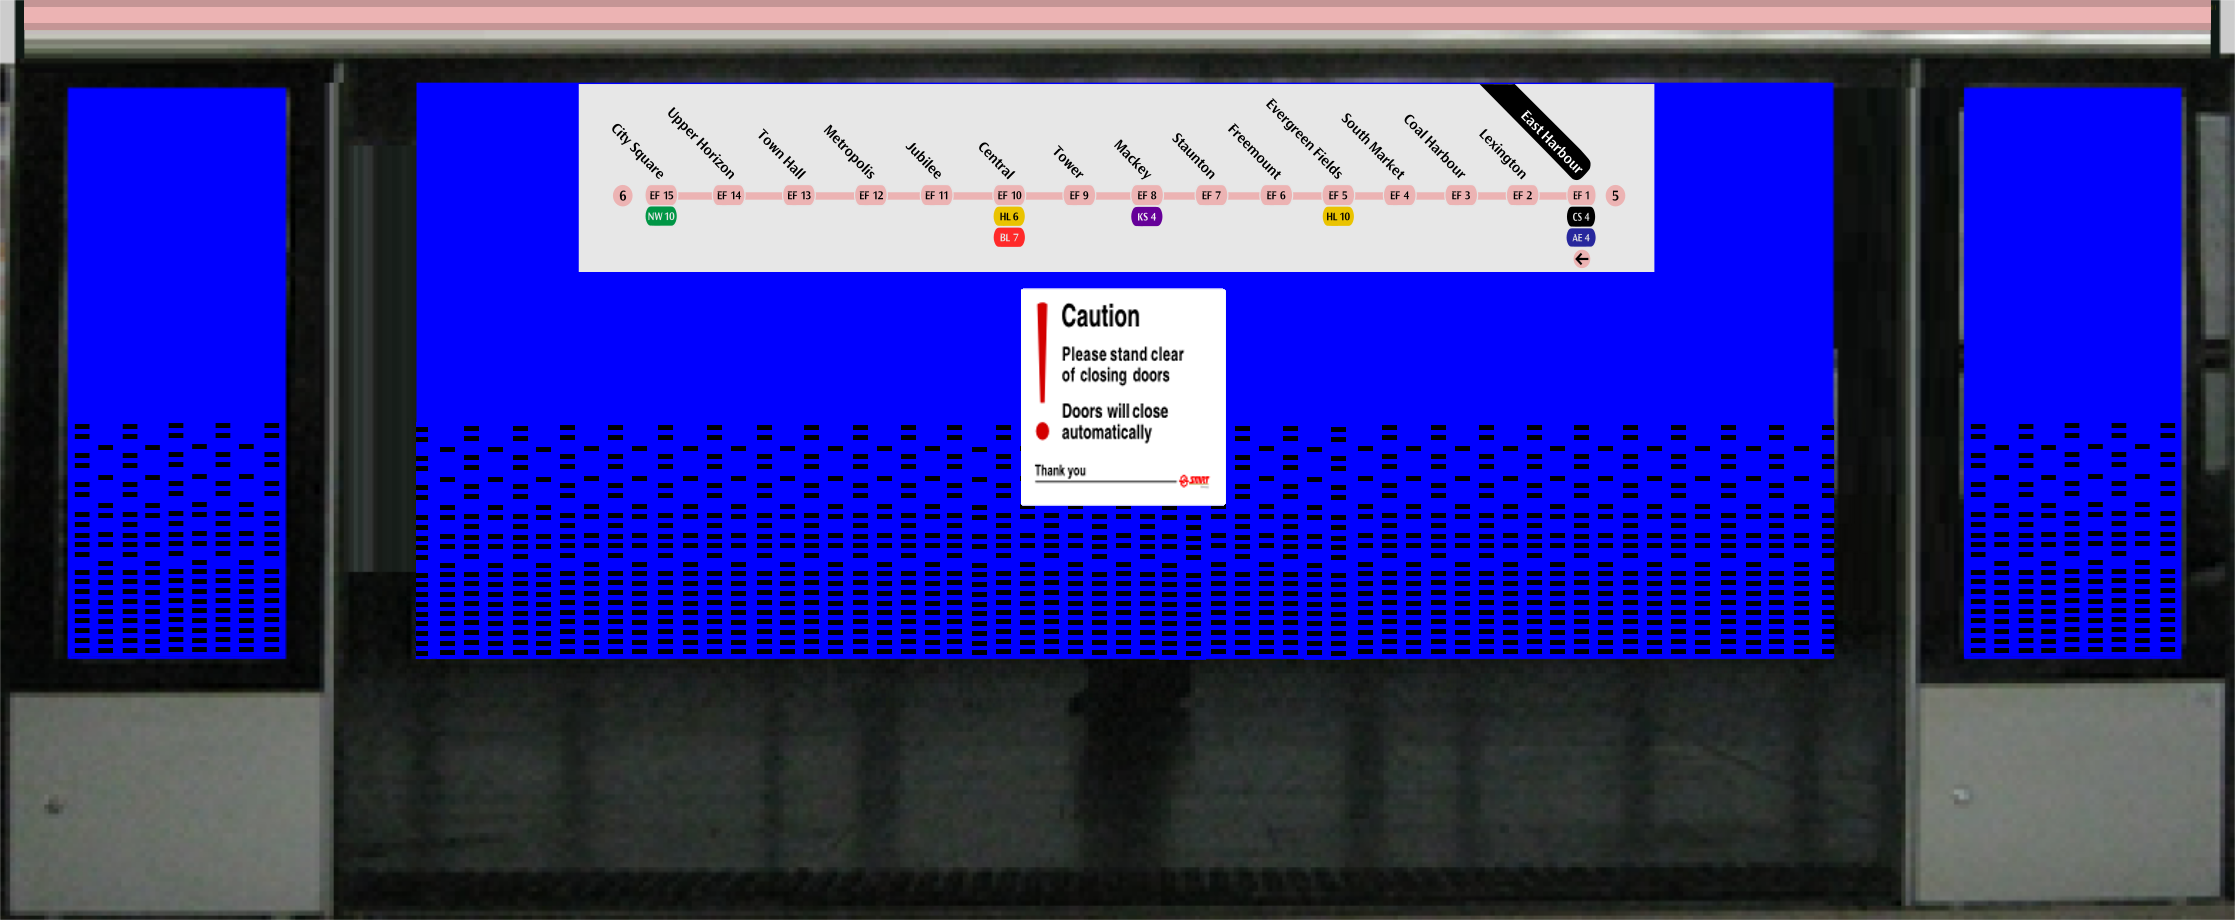 City Square
Upper Horizon
Town Hall
Metropolis
Jubilee
Central
Tower
Mackey
Staunton
Freemount
Evergreen Fields
South Market
Coal Harbour
Lexington
East Harbour
6 EF 15 EF 14 EF 13 EF 12 EF 11 EF 10 EF 9 EF 8 EF 7 EF 6 EF 5 EF 4 EF 3 EF 2 EF 1 5
NW 10 HL 6 KS 4 HL 10 CS 4
BL 7 AE 4
Caution
Please stand clear
of closing doors
Doors will close
automatically
Thank you
SMRT